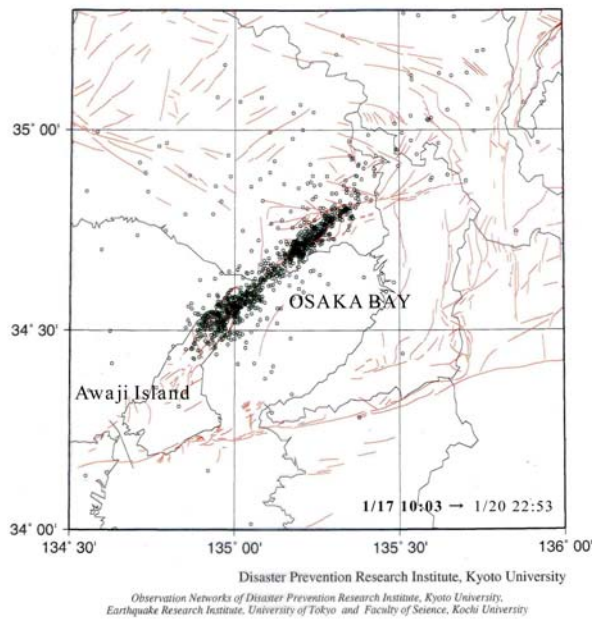 35° 00'
OSAKA BAY
34° 30'
Awaji Island
1/17 10:03 → 1/20 22:53
34° 00'
134° 30' 135° 00' 135° 30' 136° 00'
Disaster Prevention Research Institute, Kyoto University
Observation Networks of Disaster Prevention Research Institute, Kyoto University,
Earthquake Research Institute, University of Tokyo and Faculty of Seience, Kochi University